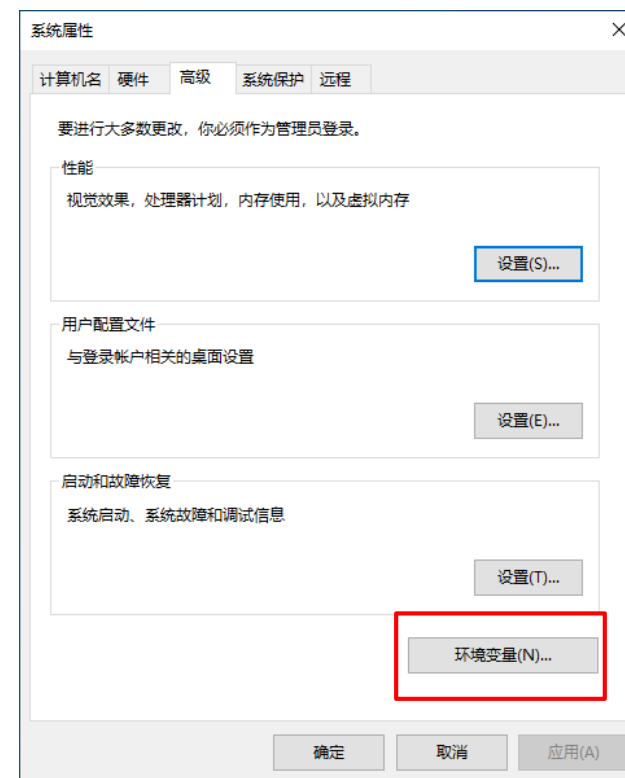 系统属性
计算机名 硬件 高级 系统保护 远程
要进行大多数更改，你必须作为管理员登录。
性能
视觉效果，处理器计划，内存使用，以及虚拟内存
设置(S)...
用户配置文件
与登录帐户相关的桌面设置
设置(E)...
启动和故障恢复
系统启动、系统故障和调试信息
设置(T)...
环境变量(N)...
确定 取消 应用(A)